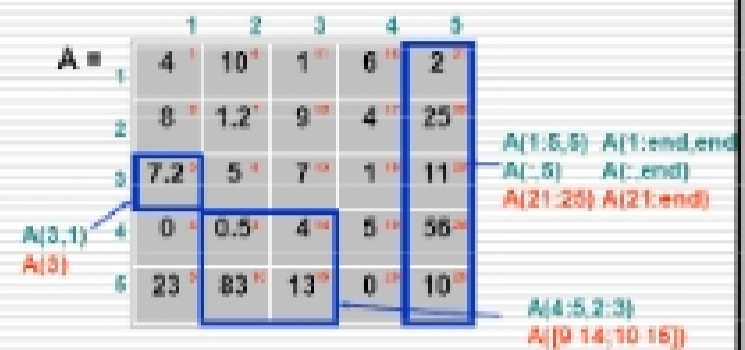 1 2 3 4 5
A =
1 4 10 1 6 2
2 8 1.2 9 4 25
3 7.2 5 7 1 11
4 0 0.5 4 5 56
5 23 83 13 0 10
A(1:5,5) A(1:end,end
A(:,5) A(:,end)
A(21:25) A(21:end)
A(3,1)
A(3)
A(4:5,2:3)
A([9 14;10 15])